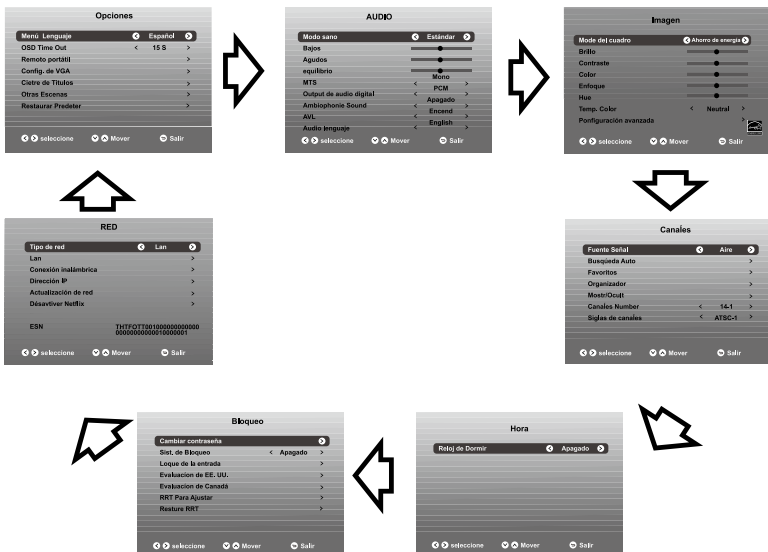 Opciones
Menú Lenguaje Español
OSD Time Out < 15 S >
Remoto portátil >
Config. de VGA >
Cietre de Titulos >
Otras Escenas >
Restaurar Predeter >
seleccione Mover Salir
AUDIO
Modo sano Estándar
Bajos
Agudos
equilibrio
MTS < Mono >
Output de audio digital < PCM >
Ambiophonie Sound < Apagado >
AVL < Encend >
Audio lenguaje < English >
seleccione Mover Salir
Imagen
Mode del cuadro Ahorro de energía
Brillo
Contraste
Color
Enfoque
Hue
Temp. Color < Neutral >
Ponfiguración avanzada >
seleccione Mover Salir
RED
Tipo de red Lan
Lan >
Conexión inalámbrica >
Dirección IP >
Actualización de red >
Désavtiver Netflix >
ESN THTFOTT001000000000000
0000000000010000001
seleccione Mover Salir
Canales
Fuente Señal Aire
Busqúeda Auto >
Favoritos >
Organizador >
Mostr/Ocult >
Canales Number < 14-1 >
Siglas de canales < ATSC-1 >
seleccione Mover Salir
Bloqueo
Cambiar contraseña
Sist. de Bloqueo < Apagado >
Loque de la entrada >
Evaluacion de EE. UU. >
Evaluacion de Canadá >
RRT Para Ajustar >
Resture RRT >
seleccione Mover Salir
Hora
Reloj de Dormir Apagado
seleccione Mover Salir